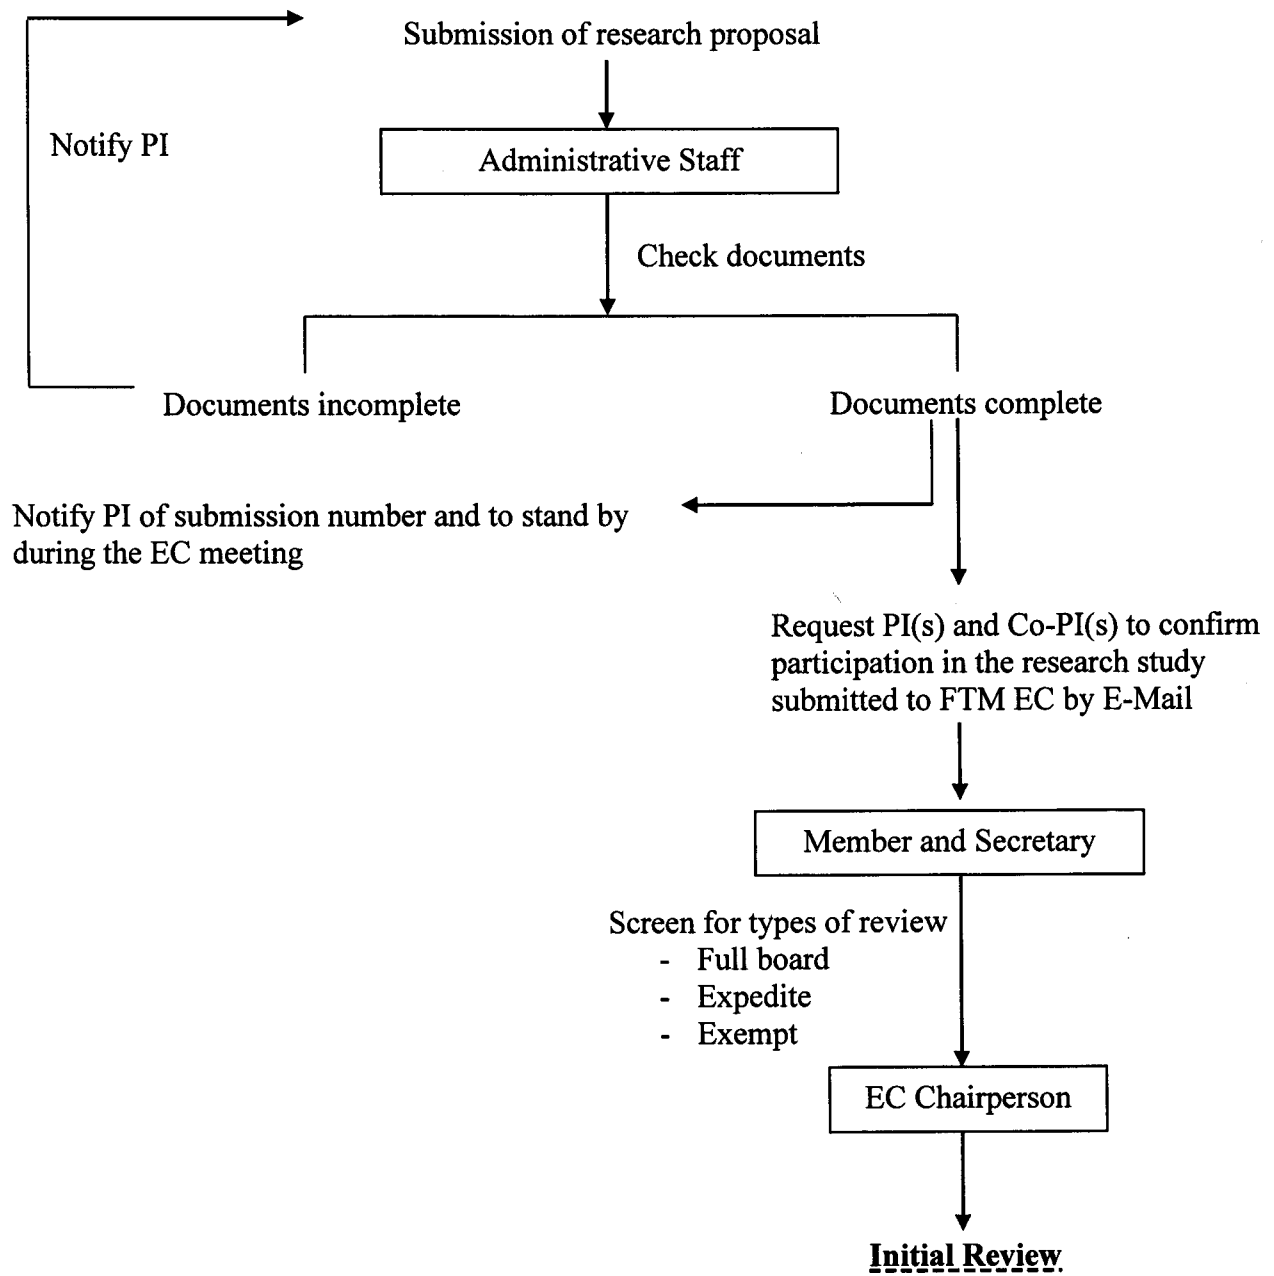 Submission of research proposal
Notify PI
Administrative Staff
Check documents
Documents incomplete
Documents complete
Notify PI of submission number and to stand by
during the EC meeting
Request PI(s) and Co-PI(s) to confirm
participation in the research study
submitted to FTM EC by E-Mail
Member and Secretary
Screen for types of review
- Full board
- Expedite
- Exempt
EC Chairperson
Initial Review